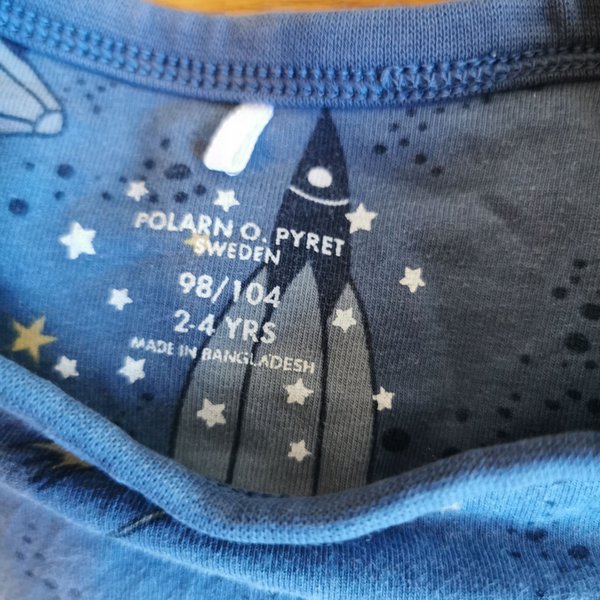 POLARN O. PYRET
SWEDEN
98/104
2-4 YRS
MADE IN BANGLADESH